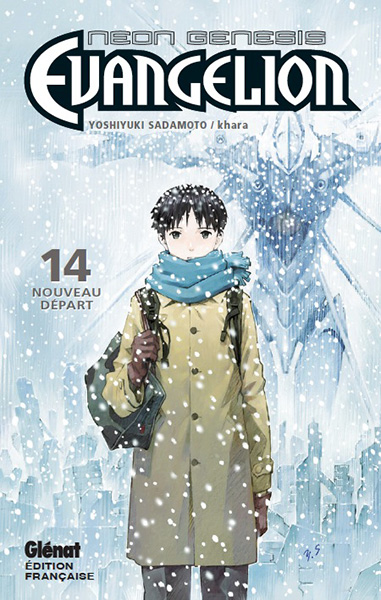 NEON GENESIS
EVANGELION
YOSHIYUKI SADAMOTO / khara
14
NOUVEAU
DÉPART
Y.S
Glénat
ÉDITION
FRANÇAISE